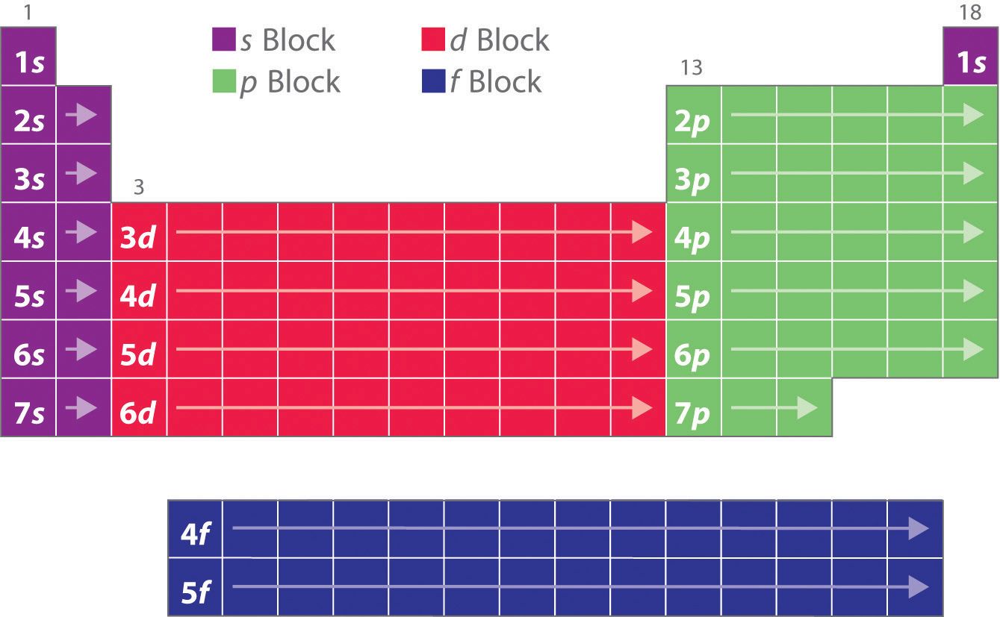 1 18
s Block d Block
1s 1s
13
p Block f Block
2s 2p
3s 3p
3
4s 3d 4p
5s 4d 5p
6s 5d 6p
7s 6d 7p
4f
5f